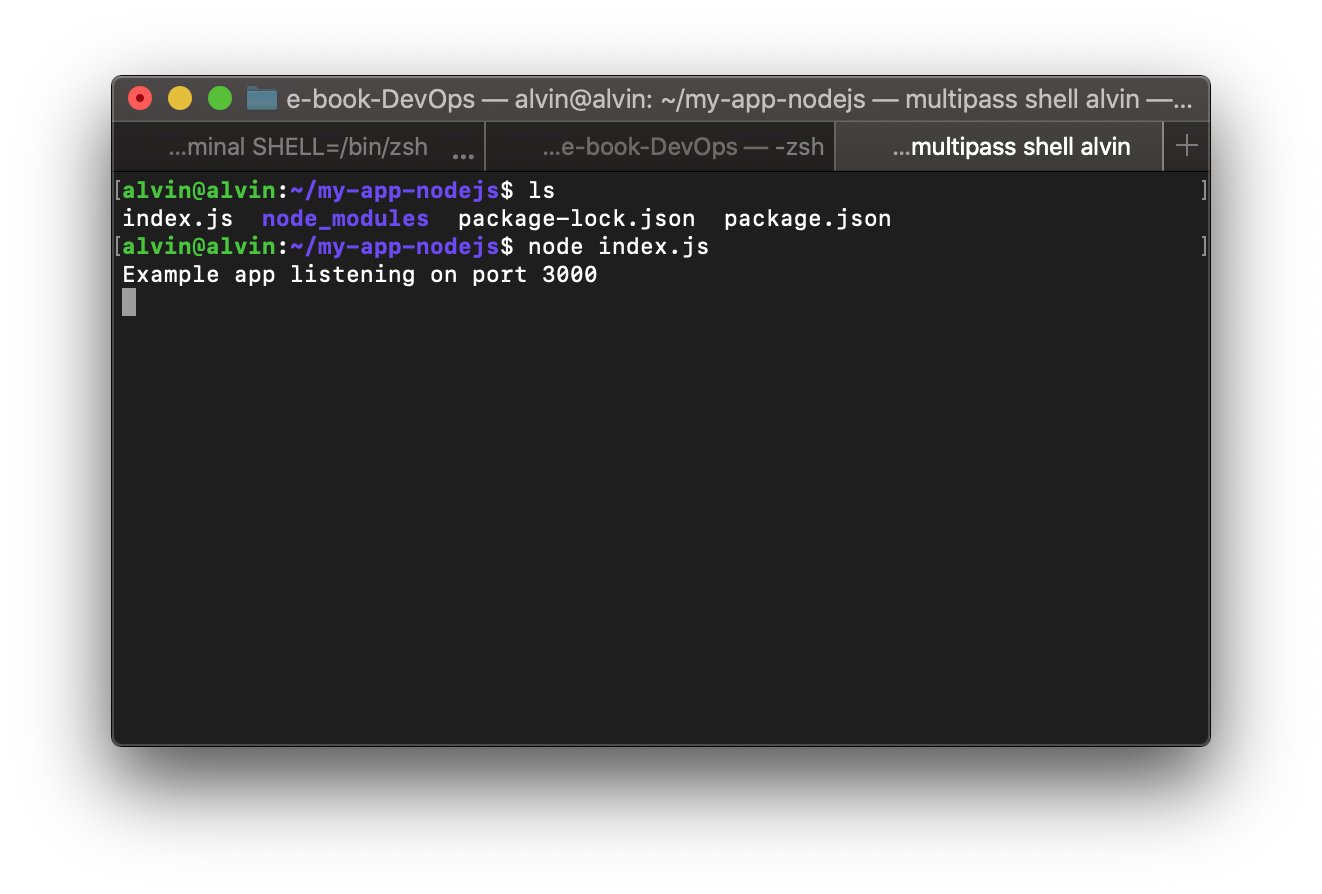 e-book-DevOps — alvin@alvin: ~/my-app-nodejs — multipass shell alvin —...
...minal SHELL=/bin/zsh ...
...e-book-DevOps — -zsh
...multipass shell alvin
+
[alvin@alvin:~/my-app-nodejs$ ls ]
index.js  node_modules  package-lock.json  package.json
[alvin@alvin:~/my-app-nodejs$ node index.js ]
Example app listening on port 3000